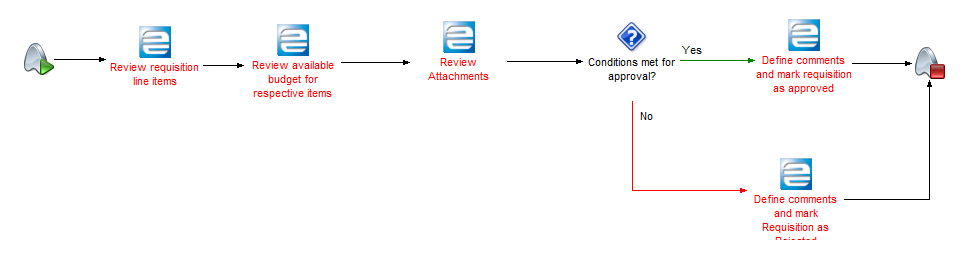 Review requisition
line items
Review available
budget for
respective items
Review
Attachments
Conditions met for
approval?
Yes
Define comments
and mark requisition
as approved
No
Define comments
and mark
Requisition as
Rejected